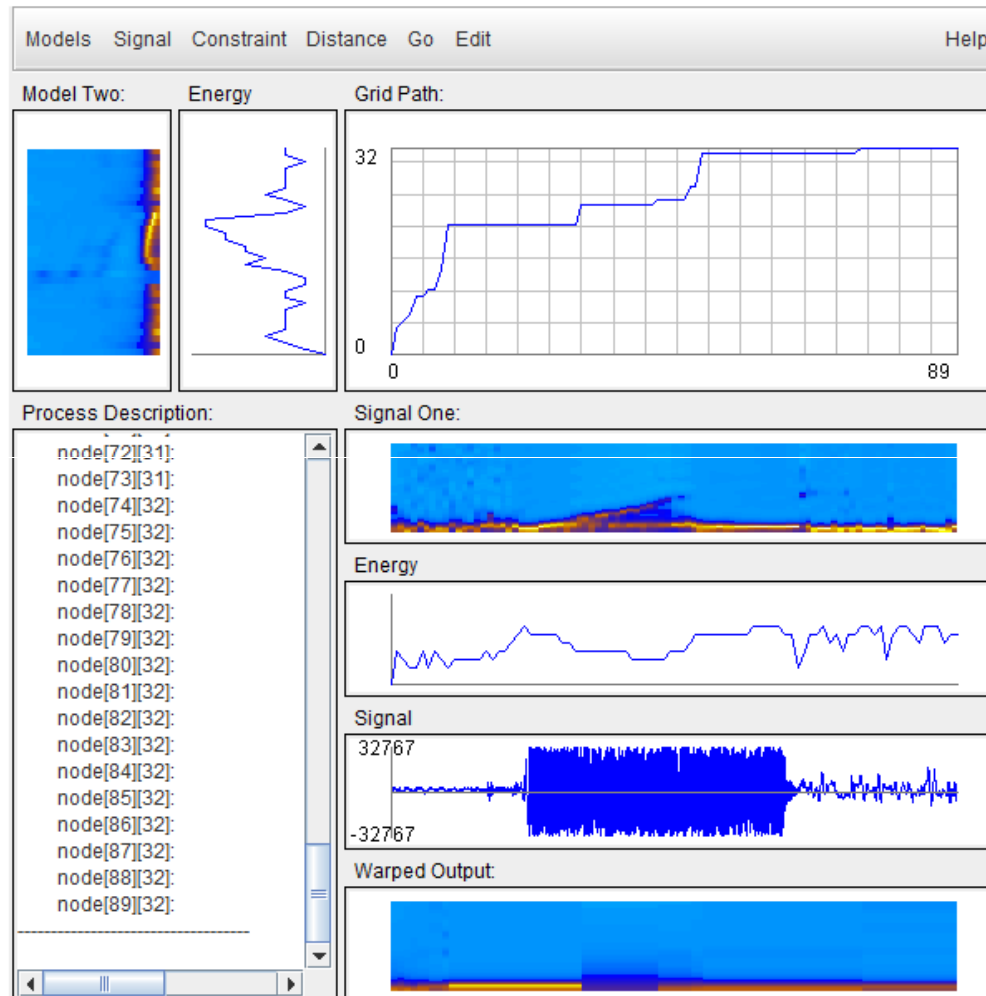 Models Signal Constraint Distance Go Edit Help
Model Two:
Energy
Grid Path:
32
0
0
89
Process Description:
node[72][31]:
node[73][31]:
node[74][32]:
node[75][32]:
node[76][32]:
node[77][32]:
node[78][32]:
node[79][32]:
node[80][32]:
node[81][32]:
node[82][32]:
node[83][32]:
node[84][32]:
node[85][32]:
node[86][32]:
node[87][32]:
node[88][32]:
node[89][32]:
-----------------------------------
Signal One:
Energy
Signal
32767
-32767
Warped Output: